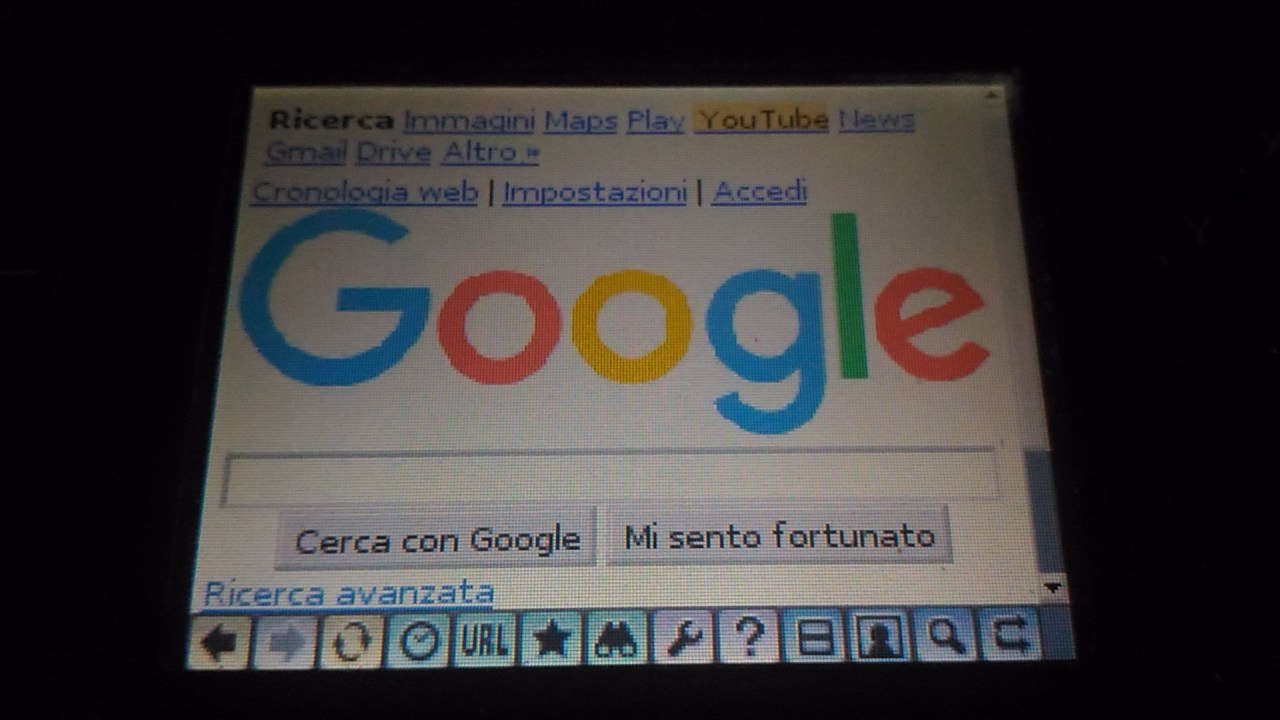 Ricerca Immagini Maps Play YouTube News
Gmail Drive Altro »
Cronologia web | Impostazioni | Accedi
Google
Cerca con Google Mi sento fortunato
Ricerca avanzata
URL ?